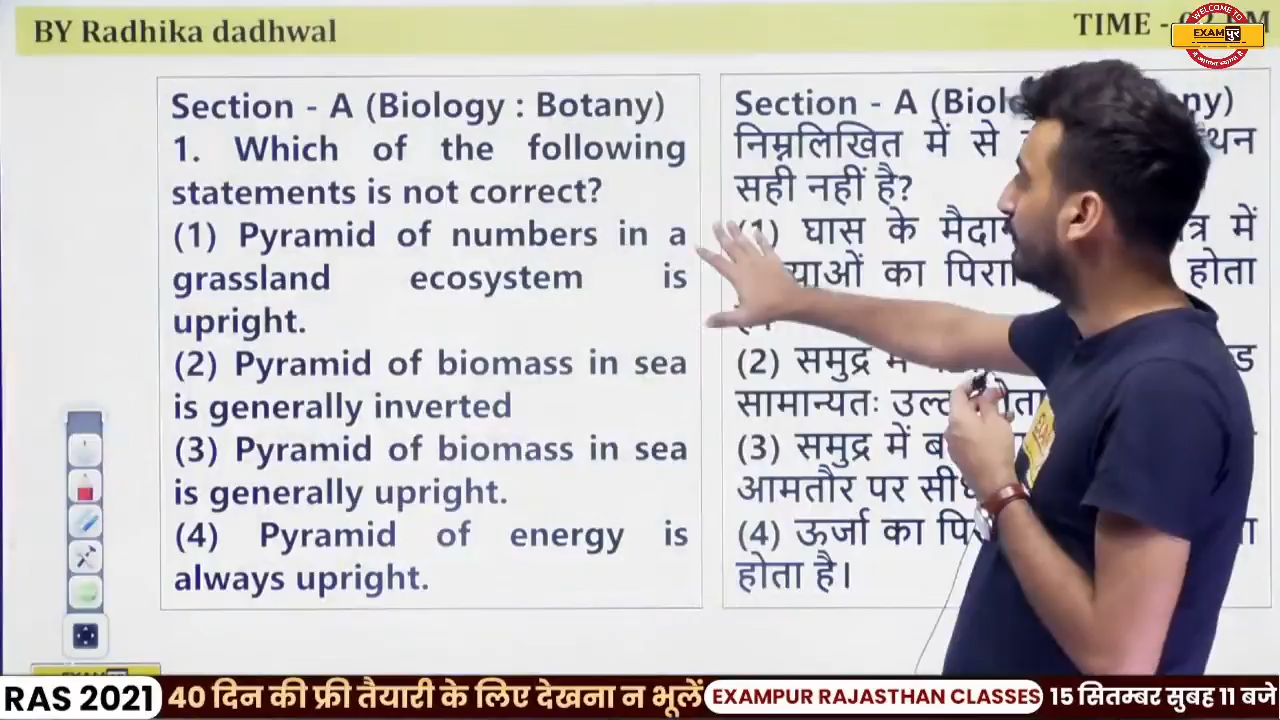 BY Radhika dadhwal
TIME -
WELCOME TO
EXAMপুर
Section - A (Biology : Botany)
1. Which of the following
statements is not correct?
(1) Pyramid of numbers in a
grassland ecosystem is
upright.
(2) Pyramid of biomass in sea
is generally inverted
(3) Pyramid of biomass in sea
is generally upright.
(4) Pyramid of energy is
always upright.
Section - A
निम्नलिखित में से
सही नहीं है?
(1) घास के में
का होता
(2) समुद्र
सामान्यतः
(3) समुद्र में
आमतौर पर
(4) ऊर्जा का
होता है।
EXAM
RAS 2021
40 दिन की फ्री तैयारी के लिए देखना न भूलें
EXAMPUR RAJASTHAN CLASSES
15 सितम्बर सुबह 11 बजे